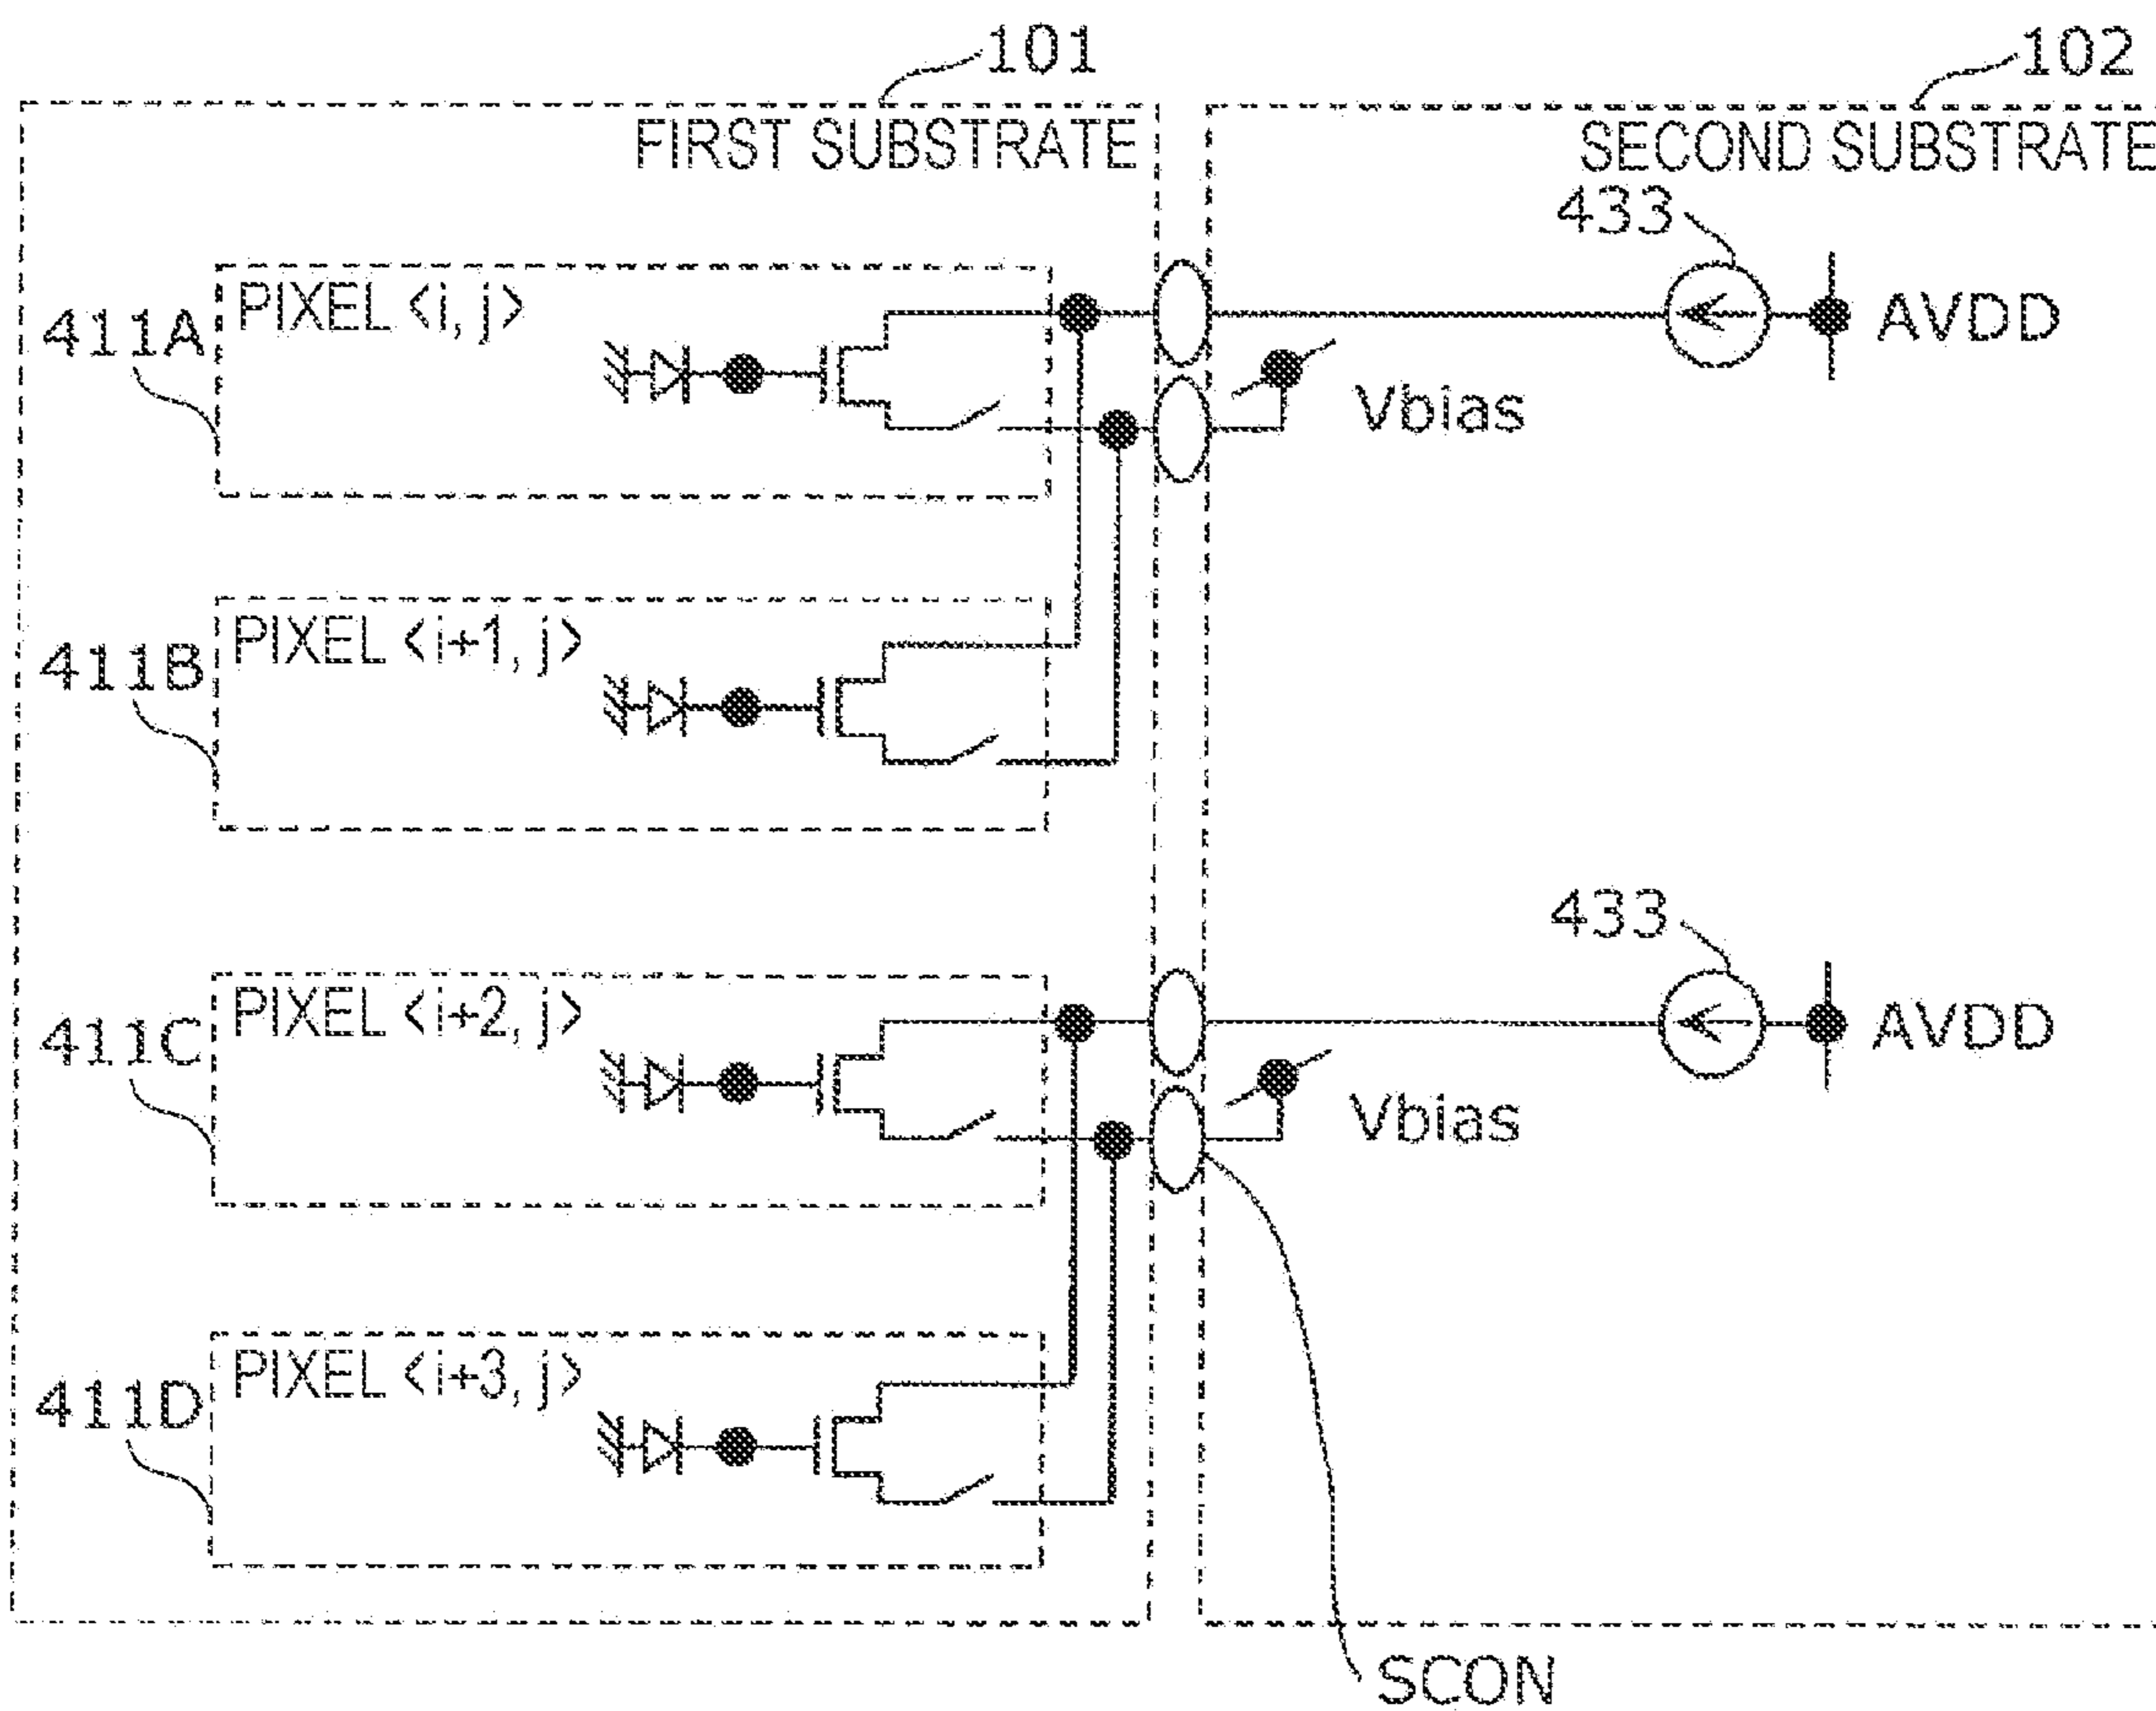 101
102
FIRST SUBSTRATE
SECOND SUBSTRATE
433
411A
PIXEL <i, j>
AVDD
Vbias
411B
PIXEL <i+1, j>
433
411C
PIXEL <i+2, j>
AVDD
Vbias
411D
PIXEL <i+3, j>
SCON